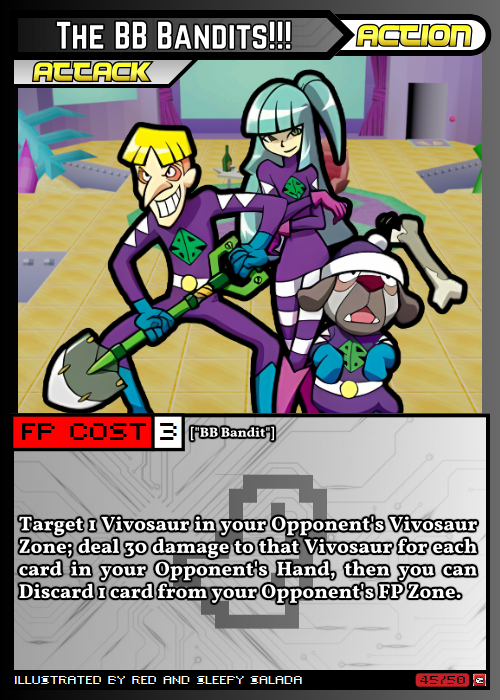 The BB Bandits!!!
ACTION
ATTACK
BB
BB
FP COST 3 ["BB Bandit"]
Target 1 Vivosaur in your Opponent's Vivosaur
Zone; deal 30 damage to that Vivosaur for each
card in your Opponent's Hand, then you can
Discard 1 card from your Opponent's FP Zone.
ILLUSTRATED BY RED AND SLEEPY SALADA
45/50